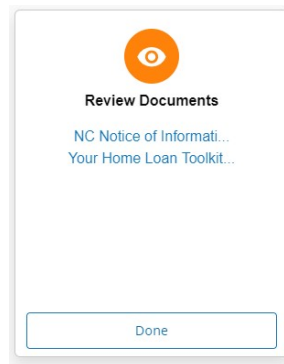 Review Documents
NC Notice of Informati...
Your Home Loan Toolkit...
Done